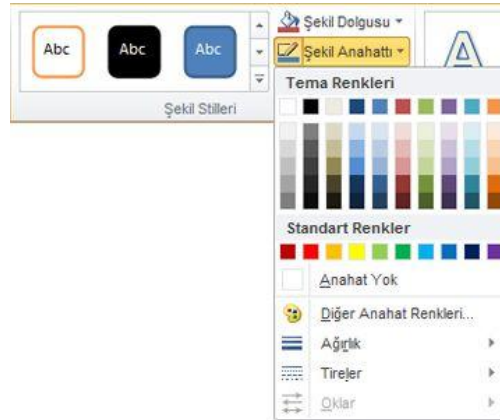 Abc Abc Abc
Şekil Dolgusu
Şekil Anahattı
A
Şekil Stilleri
Tema Renkleri
Standart Renkler
Anahat Yok
Diğer Anahat Renkleri...
Ağırlık
Tireler
Oklar